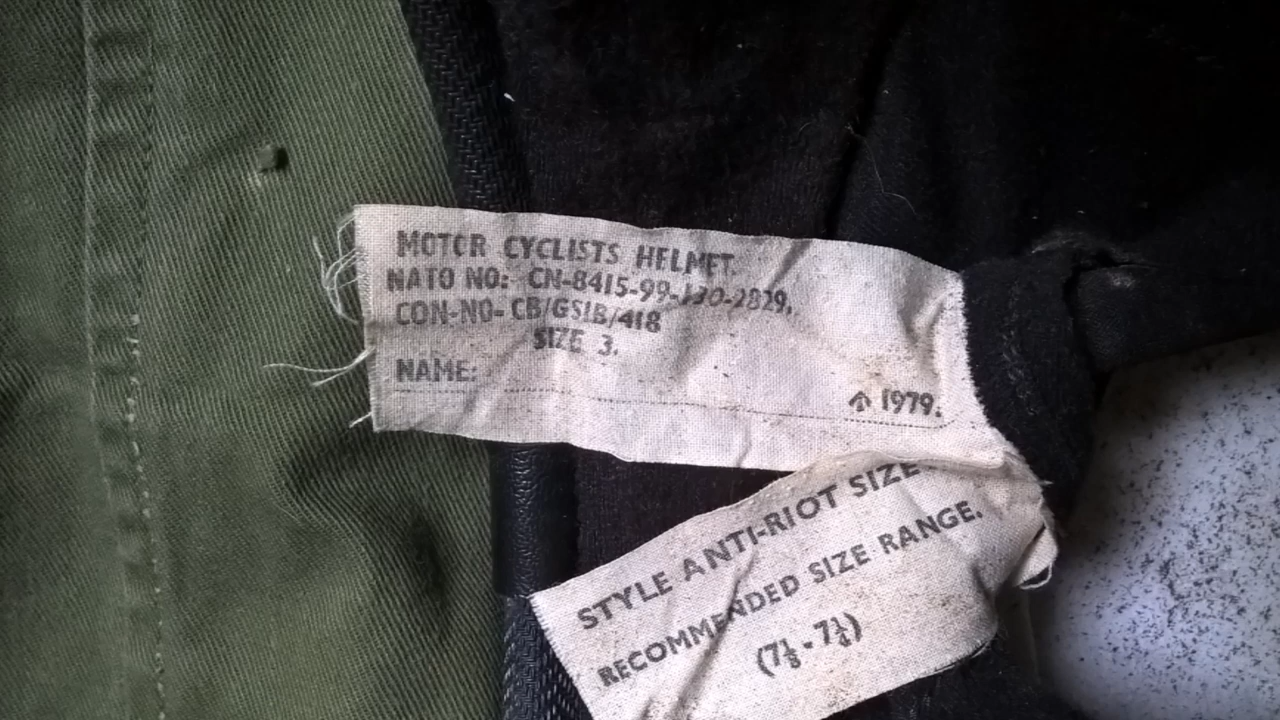 MOTOR CYCLISTS HELMET.
NATO NO: CN-8415-99-130-2829.
CON-NO- CB/GSIB/418
SIZE 3.
NAME:
↑ 1979.
STYLE ANTI-RIOT SIZE
RECOMMENDED SIZE RANGE.
(7⅛ - 7¼)